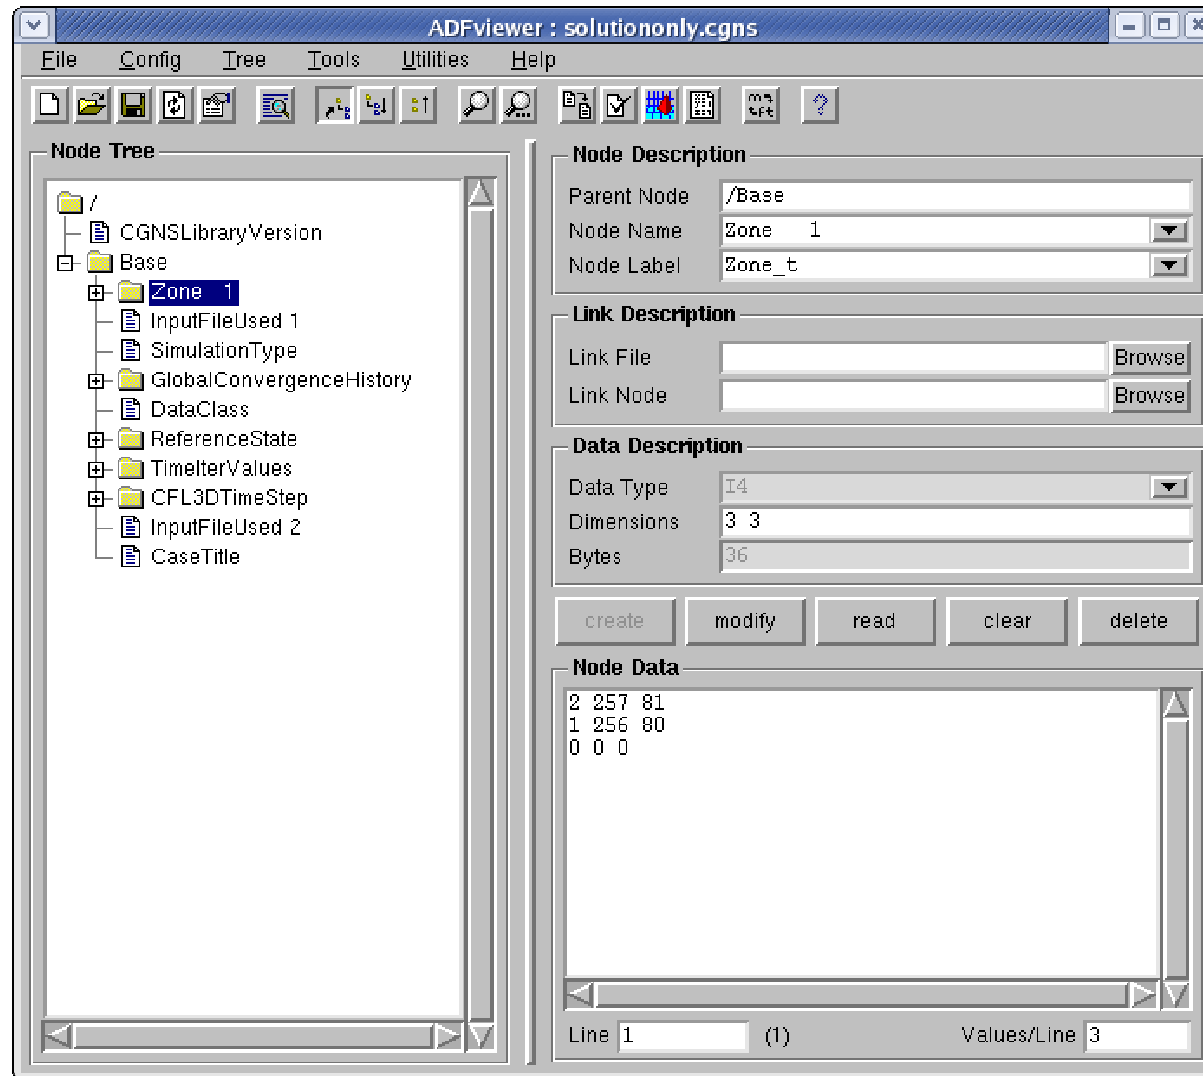 ADFviewer : solutiononly.cgns
File Config Tree Tools Utilities Help
Node Tree
/
CGNSLibraryVersion
Base
Zone   1
InputFileUsed 1
SimulationType
GlobalConvergenceHistory
DataClass
ReferenceState
TimeIterValues
CFL3DTimeStep
InputFileUsed 2
CaseTitle
Node Description
Parent Node /Base
Node Name Zone   1
Node Label Zone_t
Link Description
Link File Browse
Link Node Browse
Data Description
Data Type I4
Dimensions 3 3
Bytes 36
create modify read clear delete
Node Data
2 257 81
1 256 80
0 0 0
Line 1 (1) Values/Line 3